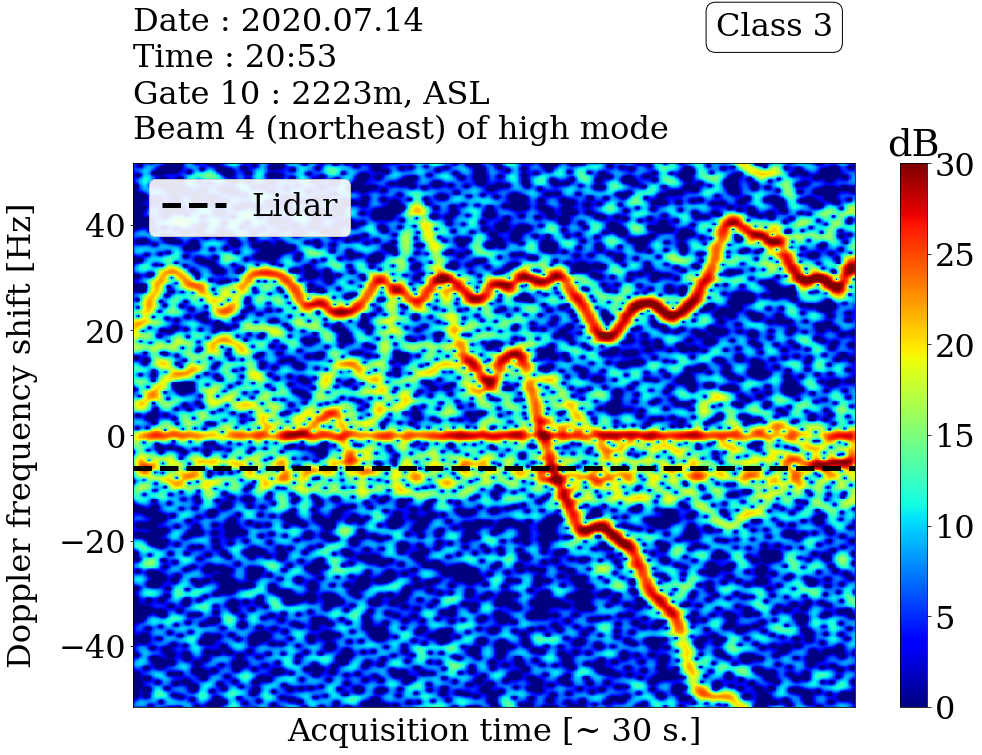 Date : 2020.07.14
Time : 20:53
Gate 10 : 2223m, ASL
Beam 4 (northeast) of high mode
Class 3
dB
Lidar
Doppler frequency shift [Hz]
40
20
0
−20
−40
30
25
20
15
10
5
0
Acquisition time [~ 30 s.]